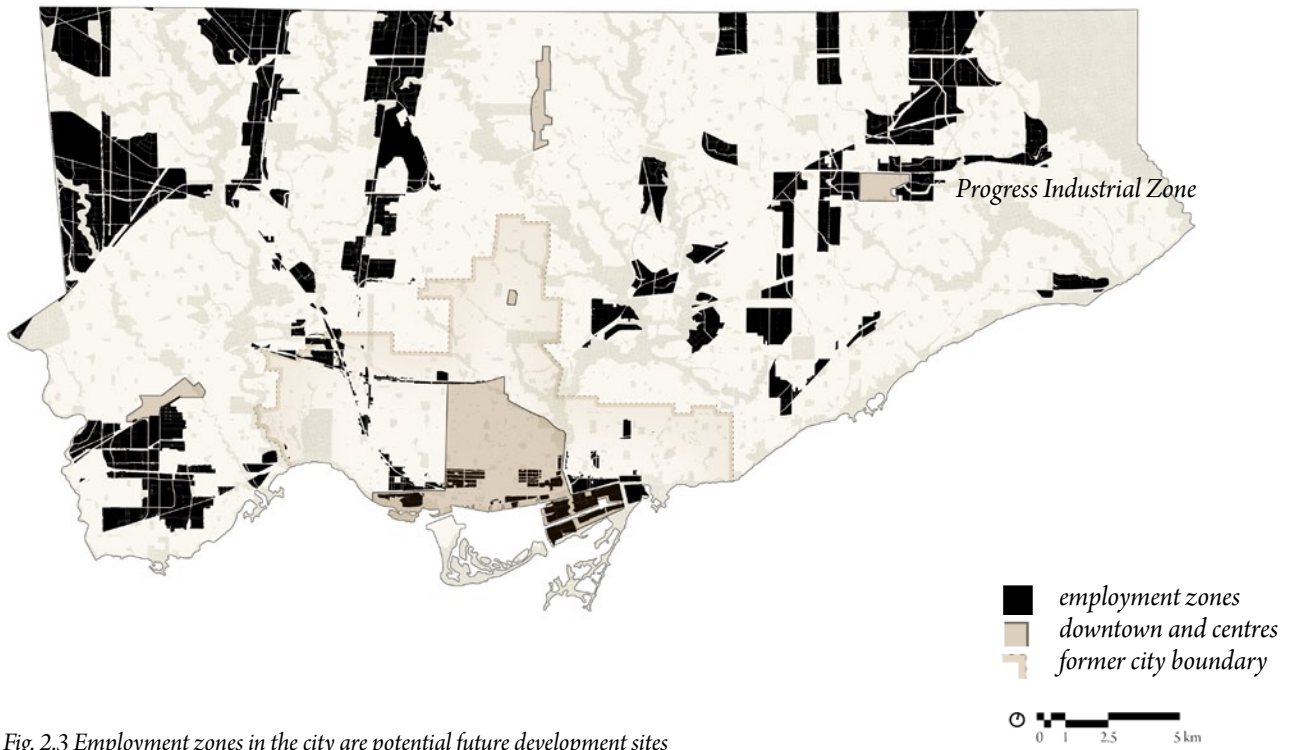 Progress Industrial Zone
employment zones
downtown and centres
former city boundary
0 1 2.5 5 km
Fig. 2.3 Employment zones in the city are potential future development sites